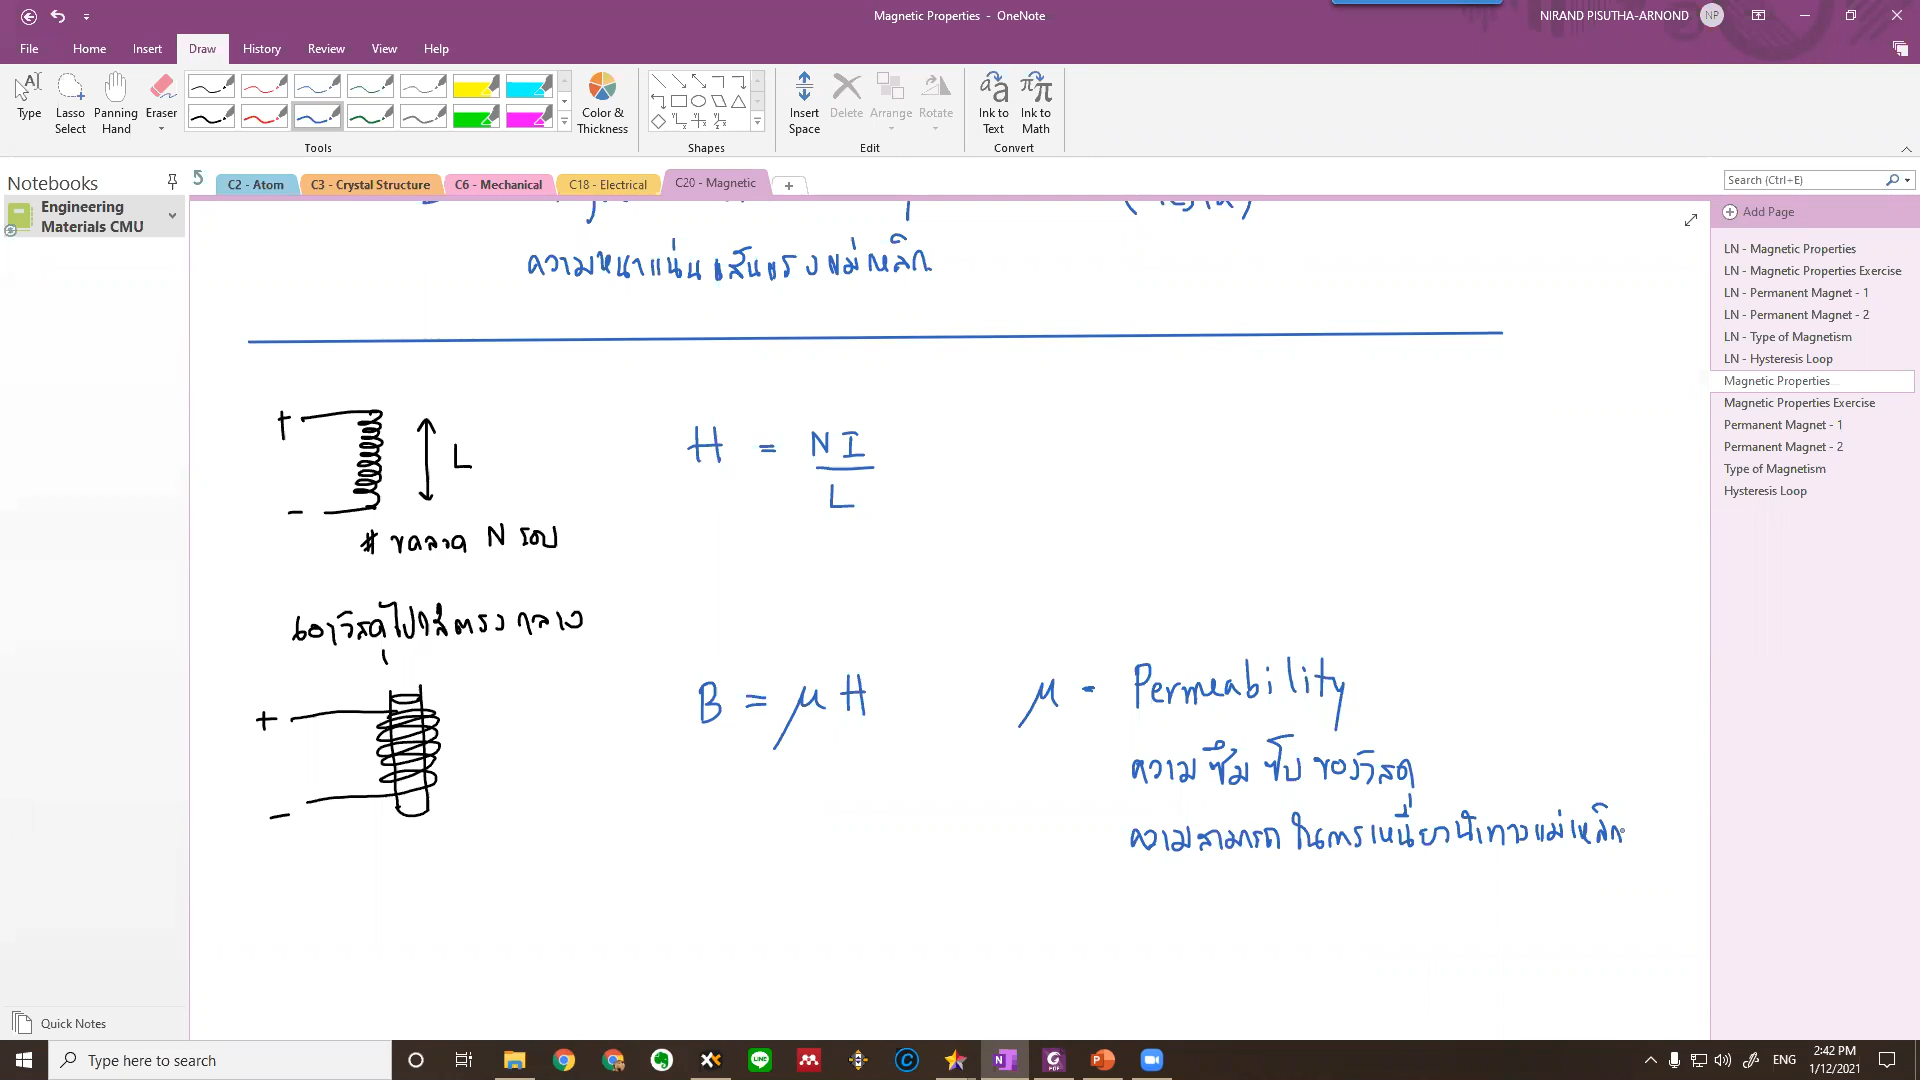 Magnetic Properties - OneNote
NIRAND PISUTHA-ARNOND NP
File Home Insert Draw History Review View Help
Type Lasso Select Panning Hand Eraser Color & Thickness Insert Space Delete Arrange Rotate Ink to Text Ink to Math
Tools Shapes Edit Convert
Notebooks
Engineering Materials CMU
C2 - Atom C3 - Crystal Structure C6 - Mechanical C18 - Electrical C20 - Magnetic
Search (Ctrl+E)
Add Page
LN - Magnetic Properties
LN - Magnetic Properties Exercise
LN - Permanent Magnet - 1
LN - Permanent Magnet - 2
LN - Type of Magnetism
LN - Hysteresis Loop
Magnetic Properties
Magnetic Properties Exercise
Permanent Magnet - 1
Permanent Magnet - 2
Type of Magnetism
Hysteresis Loop
ความหนาแน่นเส้นแรงแม่เหล็ก
+
L
-
# ขดลวด N รอบ
H = NI
L
เอาวัสดุไปใส่ตรงกลาง
+
-
B = μH
μ - Permeability
ความซึมซับของวัสดุ
ความสามารถในการเหนี่ยวนำทางแม่เหล็ก
Quick Notes
Type here to search
ENG
2:42 PM
1/12/2021